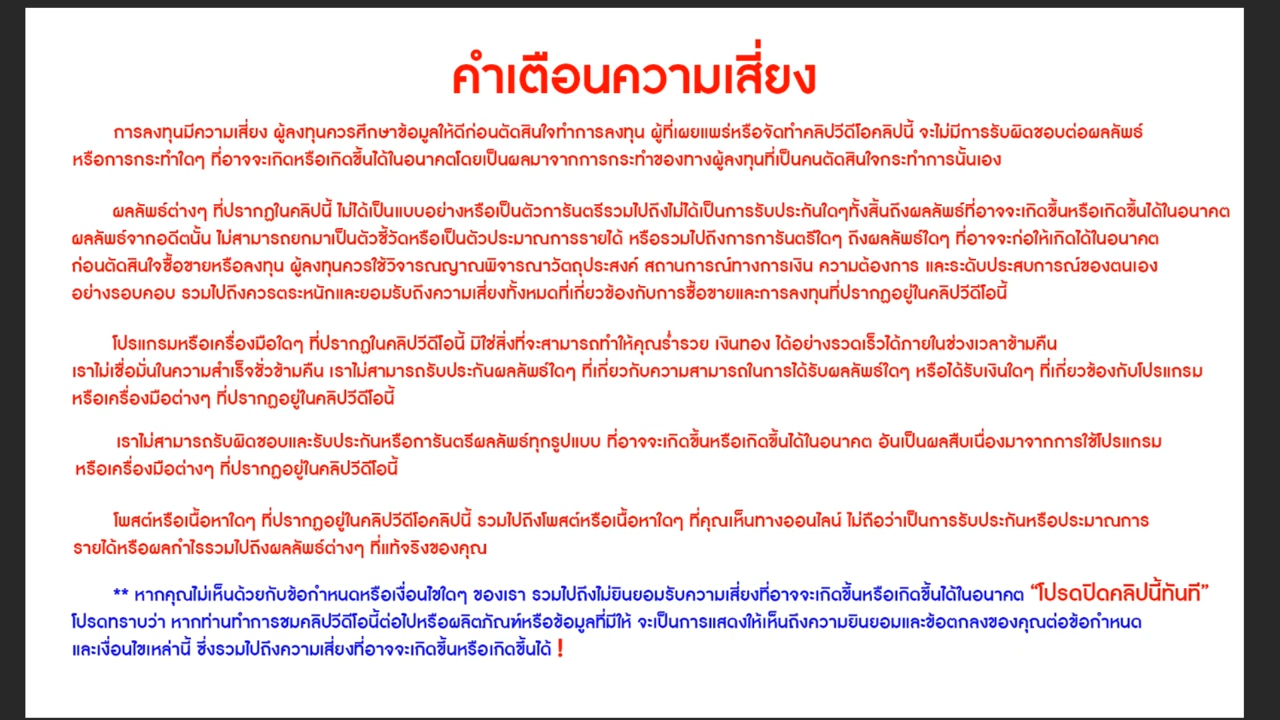 คำเตือนความเสี่ยง
การลงทุนมีความเสี่ยง ผู้ลงทุนควรศึกษาข้อมูลให้ดีก่อนตัดสินใจทำการลงทุน ผู้ที่เผยแพร่หรือจัดทำคลิปวีดีโอคลิปนี้ จะไม่มีการรับผิดชอบต่อผลลัพธ์
หรือการกระทำใดๆ ที่อาจจะเกิดหรือเกิดขึ้นได้ในอนาคตโดยเป็นผลมาจากการกระทำของทางผู้ลงทุนที่เป็นคนตัดสินใจกระทำการนั้นเอง
ผลลัพธ์ต่างๆ ที่ปรากฏในคลิปนี้ ไม่ได้เป็นแบบอย่างหรือเป็นตัวการันตรีรวมไปถึงไม่ได้เป็นการรับประกันใดๆทั้งสิ้นถึงผลลัพธ์ที่อาจจะเกิดขึ้นหรือเกิดขึ้นได้ในอนาคต
ผลลัพธ์จากอดีตนั้น ไม่สามารถยกมาเป็นตัวชี้วัดหรือเป็นตัวประมาณการรายได้ หรือรวมไปถึงการการันตรีใดๆ ถึงผลลัพธ์ใดๆ ที่อาจจะก่อให้เกิดได้ในอนาคต
ก่อนตัดสินใจซื้อขายหรือลงทุน ผู้ลงทุนควรใช้วิจารณญาณพิจารณาวัตถุประสงค์ สถานการณ์ทางการเงิน ความต้องการ และระดับประสบการณ์ของตนเอง
อย่างรอบคอบ รวมไปถึงควรตระหนักและยอมรับถึงความเสี่ยงทั้งหมดที่เกี่ยวข้องกับการซื้อขายและการลงทุนที่ปรากฏอยู่ในคลิปวีดีโอนี้
โปรแกรมหรือเครื่องมือใดๆ ที่ปรากฏในคลิปวีดีโอนี้ มิใช่สิ่งที่จะสามารถทำให้คุณร่ำรวย เงินทอง ได้อย่างรวดเร็วได้ภายในช่วงเวลาข้ามคืน
เราไม่เชื่อมั่นในความสำเร็จชั่วข้ามคืน เราไม่สามารถรับประกันผลลัพธ์ใดๆ ที่เกี่ยวกับความสามารถในการได้รับผลลัพธ์ใดๆ หรือได้รับเงินใดๆ ที่เกี่ยวข้องกับโปรแกรม
หรือเครื่องมือต่างๆ ที่ปรากฏอยู่ในคลิปวีดีโอนี้
เราไม่สามารถรับผิดชอบและรับประกันหรือการันตรีผลลัพธ์ทุกรูปแบบ ที่อาจจะเกิดขึ้นหรือเกิดขึ้นได้ในอนาคต อันเป็นผลสืบเนื่องมาจากการใช้โปรแกรม
หรือเครื่องมือต่างๆ ที่ปรากฏอยู่ในคลิปวีดีโอนี้
โพสต์หรือเนื้อหาใดๆ ที่ปรากฏอยู่ในคลิปวีดีโอคลิปนี้ รวมไปถึงโพสต์หรือเนื้อหาใดๆ ที่คุณเห็นทางออนไลน์ ไม่ถือว่าเป็นการรับประกันหรือประมาณการ
รายได้หรือผลกำไรรวมไปถึงผลลัพธ์ต่างๆ ที่แท้จริงของคุณ
** หากคุณไม่เห็นด้วยกับข้อกำหนดหรือเงื่อนไขใดๆ ของเรา รวมไปถึงไม่ยินยอมรับความเสี่ยงที่อาจจะเกิดขึ้นหรือเกิดขึ้นได้ในอนาคต “โปรดปิดคลิปนี้ทันที”
โปรดทราบว่า หากท่านทำการชมคลิปวีดีโอนี้ต่อไปหรือผลิตภัณฑ์หรือข้อมูลที่มีให้ จะเป็นการแสดงให้เห็นถึงความยินยอมและข้อตกลงของคุณต่อข้อกำหนด
และเงื่อนไขเหล่านี้ ซึ่งรวมไปถึงความเสี่ยงที่อาจจะเกิดขึ้นหรือเกิดขึ้นได้ !